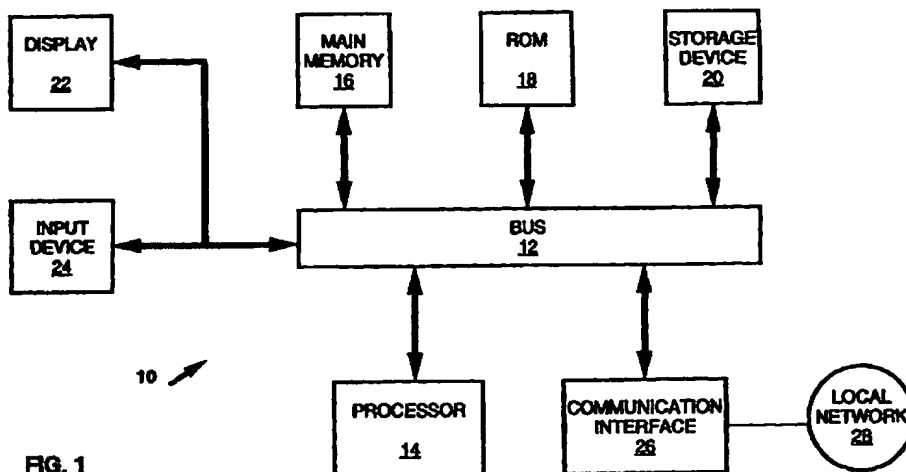 DISPLAY
22
MAIN
MEMORY
16
ROM
18
STORAGE
DEVICE
20
INPUT
DEVICE
24
BUS
12
10
PROCESSOR
14
COMMUNICATION
INTERFACE
26
LOCAL
NETWORK
28
FIG. 1